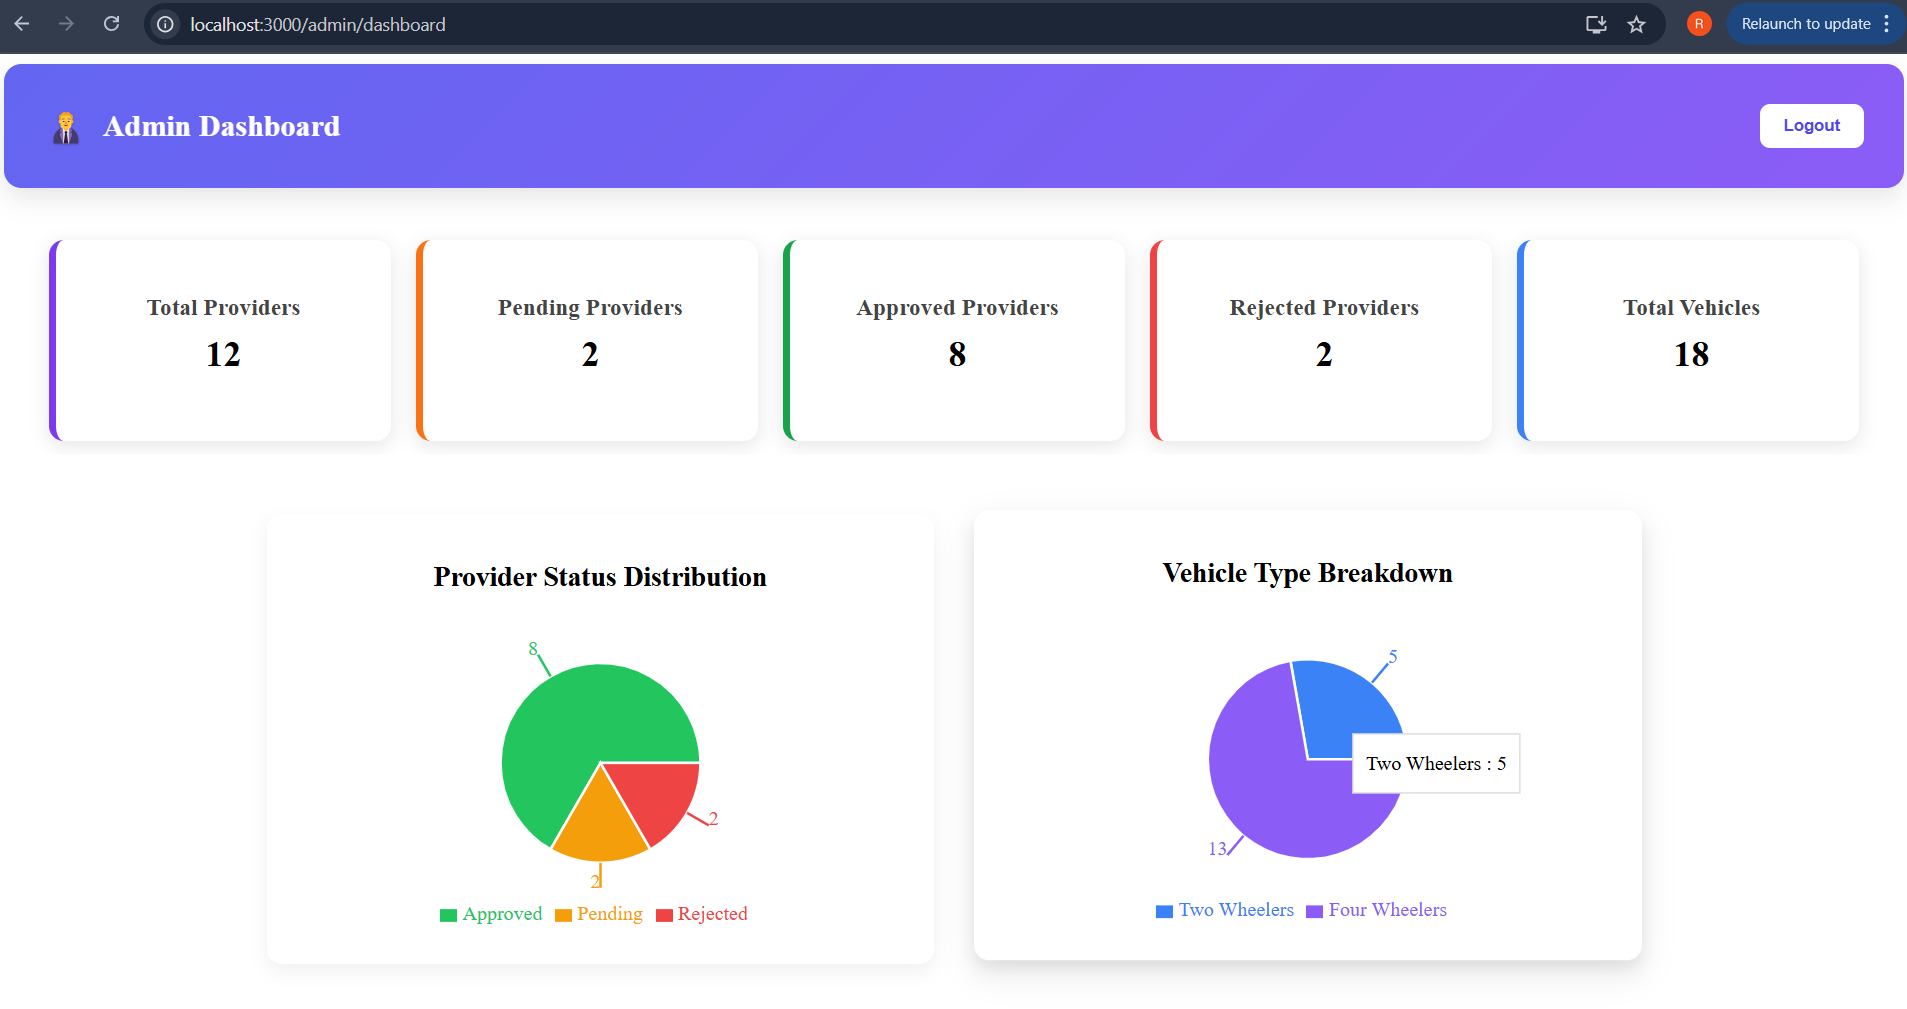 localhost:3000/admin/dashboard
R
Relaunch to update
Admin Dashboard
Logout
Total Providers
12
Pending Providers
2
Approved Providers
8
Rejected Providers
2
Total Vehicles
18
Provider Status Distribution
8
2
2
Approved Pending Rejected
Vehicle Type Breakdown
5
Two Wheelers : 5
13
Two Wheelers Four Wheelers